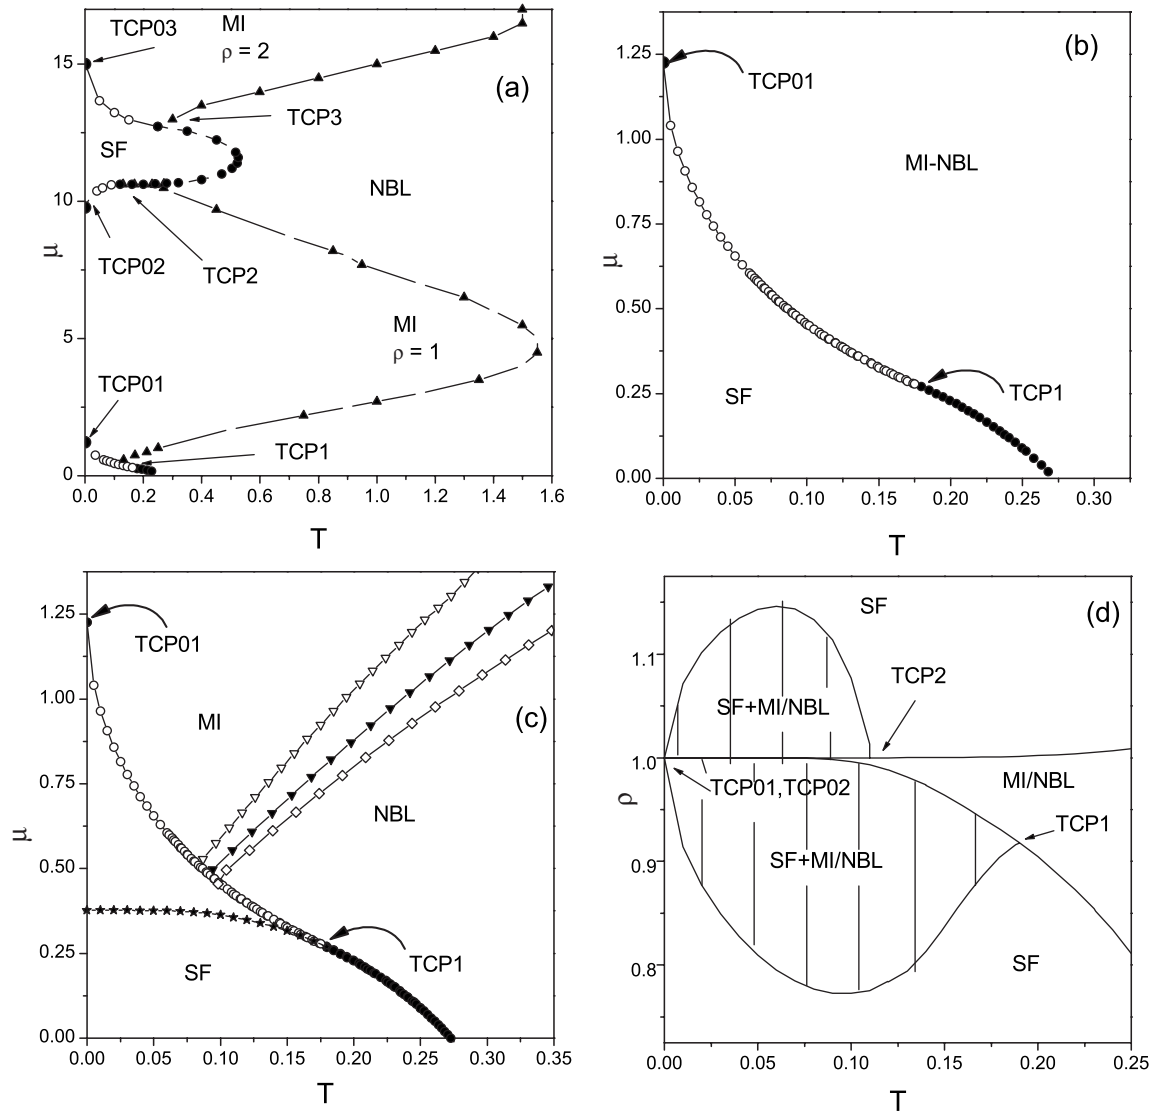 TCP03
MI
ρ = 2
(a)
15
TCP3
SF
NBL
10
μ
TCP02
TCP2
MI
ρ = 1
5
TCP01
TCP1
0
0.0
0.2
0.4
0.6
0.8
1.0
1.2
1.4
1.6
T
(b)
1.25
TCP01
1.00
MI-NBL
0.75
μ
0.50
SF
TCP1
0.25
0.00
0.00
0.05
0.10
0.15
0.20
0.25
0.30
T
1.25
TCP01
(c)
1.00
MI
μ
0.75
NBL
0.50
0.25
SF
TCP1
0.00
0.00
0.05
0.10
0.15
0.20
0.25
0.30
0.35
T
SF
(d)
1.1
TCP2
SF+MI/NBL
1.0
TCP01,TCP02
MI/NBL
ρ
TCP1
0.9
SF+MI/NBL
0.8
SF
0.00
0.05
0.10
0.15
0.20
0.25
T